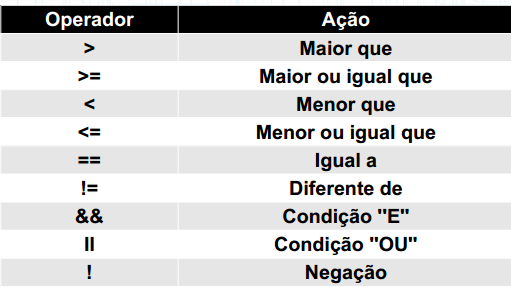 Operador Ação
> Maior que
>= Maior ou igual que
< Menor que
<= Menor ou igual que
== Igual a
!= Diferente de
&& Condição "E"
II Condição "OU"
! Negação